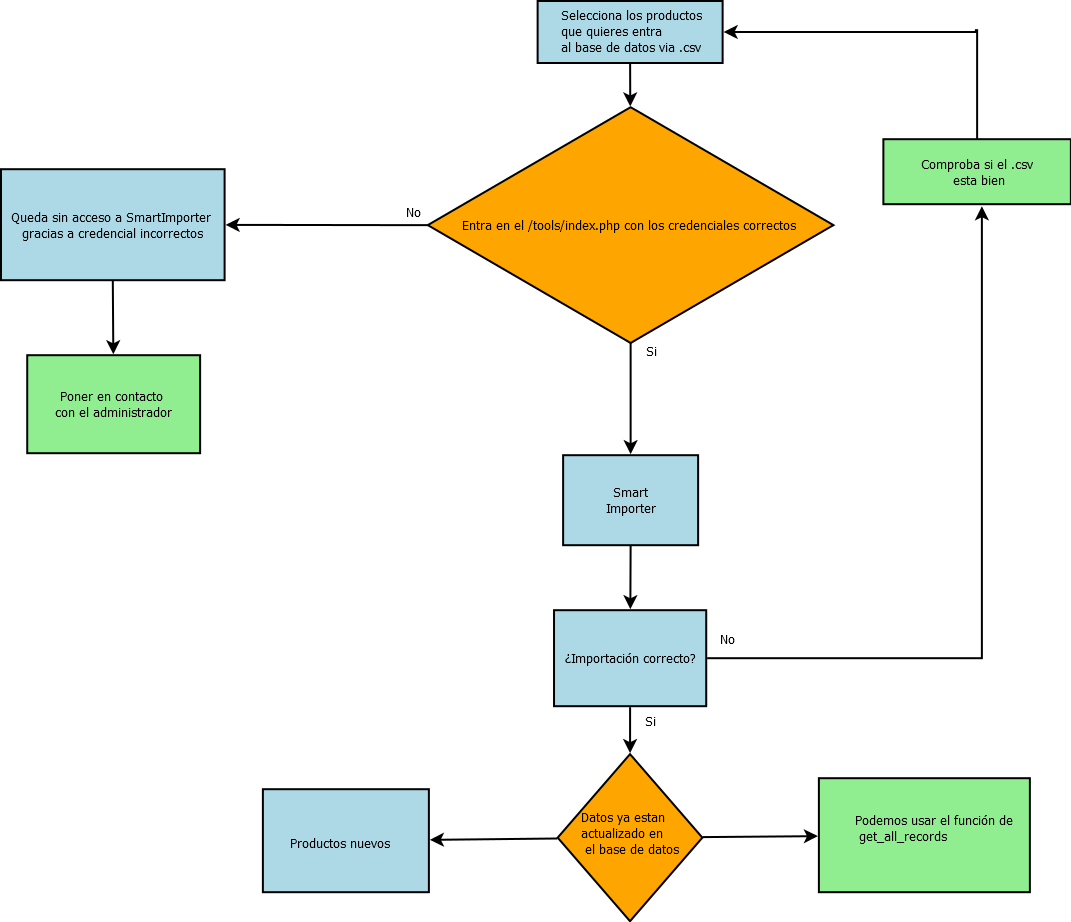 Selecciona los productos
que quieres entra
al base de datos via .csv
Comproba si el .csv
esta bien
Queda sin acceso a SmartImporter
gracias a credencial incorrectos
No
Entra en el /tools/index.php con los credenciales correctos
Si
Poner en contacto
con el administrador
Smart
Importer
¿Importación correcto?
No
Si
Productos nuevos
Datos ya estan
actualizado en
el base de datos
Podemos usar el función de
get_all_records